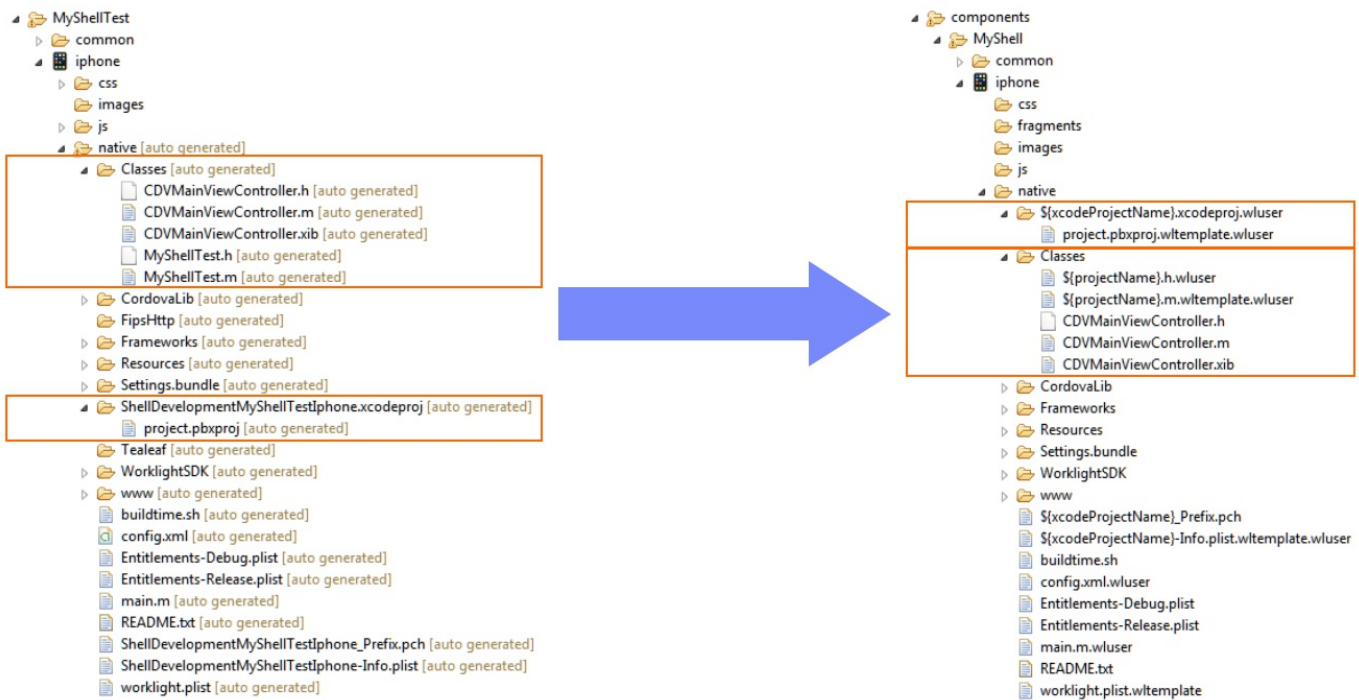 MyShellTest
common
iphone
css
images
js
native [auto generated]
Classes [auto generated]
CDVMainViewController.h [auto generated]
CDVMainViewController.m [auto generated]
CDVMainViewController.xib [auto generated]
MyShellTest.h [auto generated]
MyShellTest.m [auto generated]
CordovaLib [auto generated]
FipsHttp [auto generated]
Frameworks [auto generated]
Resources [auto generated]
Settings.bundle [auto generated]
ShellDevelopmentMyShellTestIphone.xcodeproj [auto generated]
project.pbxproj [auto generated]
Tealeaf [auto generated]
WorklightSDK [auto generated]
www [auto generated]
buildtime.sh [auto generated]
config.xml [auto generated]
Entitlements-Debug.plist [auto generated]
Entitlements-Release.plist [auto generated]
main.m [auto generated]
README.txt [auto generated]
ShellDevelopmentMyShellTestIphone_Prefix.pch [auto generated]
ShellDevelopmentMyShellTestIphone-Info.plist [auto generated]
worklight.plist [auto generated]
components
MyShell
common
iphone
css
fragments
images
js
native
${xcodeProjectName}.xcodeproj.wluser
project.pbxproj.wltemplate.wluser
Classes
${projectName}.h.wluser
${projectName}.m.wltemplate.wluser
CDVMainViewController.h
CDVMainViewController.m
CDVMainViewController.xib
CordovaLib
Frameworks
Resources
Settings.bundle
WorklightSDK
www
${xcodeProjectName}_Prefix.pch
${xcodeProjectName}-Info.plist.wltemplate.wluser
buildtime.sh
config.xml.wluser
Entitlements-Debug.plist
Entitlements-Release.plist
main.m.wluser
README.txt
worklight.plist.wltemplate